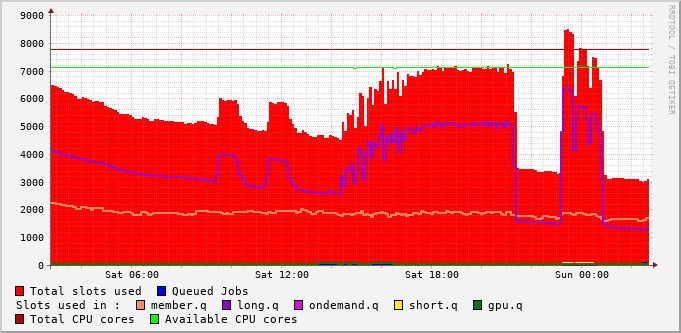 9000
8000
7000
6000
5000
4000
3000
2000
1000
0
Sat 06:00 Sat 12:00 Sat 18:00 Sun 00:00
RRDTOOL / TOBI OETIKER
Total slots used Queued Jobs
Slots used in : member.q long.q ondemand.q short.q gpu.q
Total CPU cores Available CPU cores